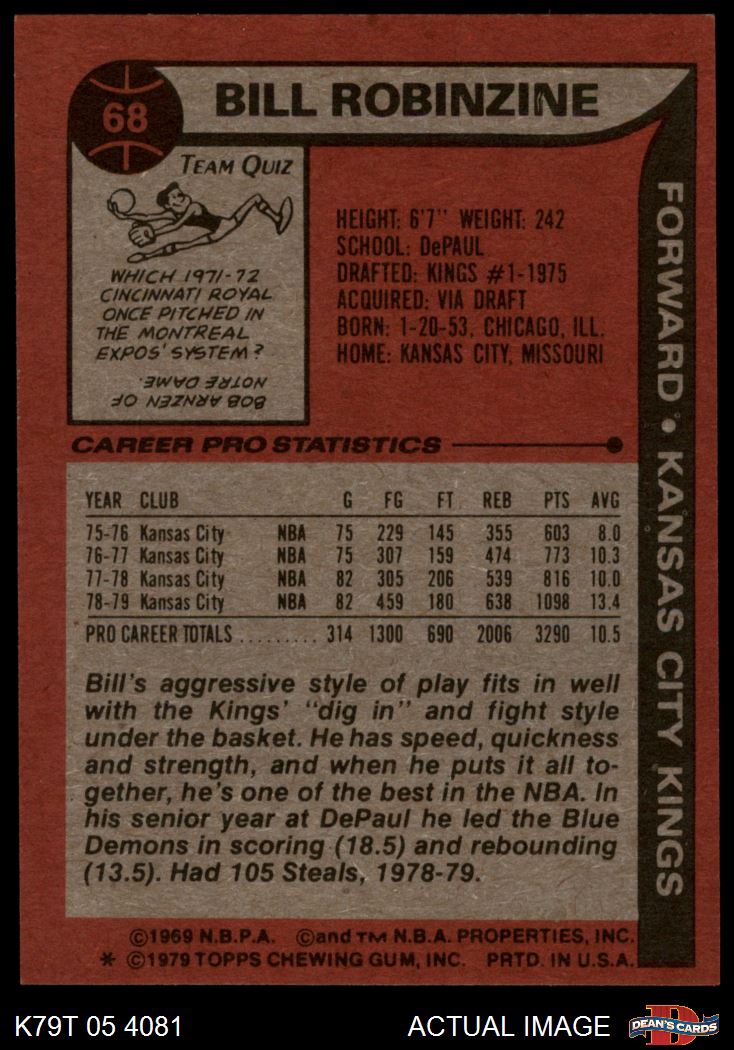 68
BILL ROBINZINE
TEAM QUIZ
WHICH 1971-72
CINCINNATI ROYAL
ONCE PITCHED IN
THE MONTREAL
EXPOS' SYSTEM?
BOB ARNZEN OF
NOTRE DAME.
HEIGHT: 6'7" WEIGHT: 242
SCHOOL: DePAUL
DRAFTED: KINGS #1-1975
ACQUIRED: VIA DRAFT
BORN: 1-20-53, CHICAGO, ILL.
HOME: KANSAS CITY, MISSOURI
FORWARD • KANSAS CITY KINGS
CAREER PRO STATISTICS
YEAR CLUB G FG FT REB PTS AVG
75-76 Kansas City NBA 75 229 145 355 603 8.0
76-77 Kansas City NBA 75 307 159 474 773 10.3
77-78 Kansas City NBA 82 305 206 539 816 10.0
78-79 Kansas City NBA 82 459 180 638 1098 13.4
PRO CAREER TOTALS ......... 314 1300 690 2006 3290 10.5
Bill's aggressive style of play fits in well
with the Kings' "dig in" and fight style
under the basket. He has speed, quickness
and strength, and when he puts it all to-
gether, he's one of the best in the NBA. In
his senior year at DePaul he led the Blue
Demons in scoring (18.5) and rebounding
(13.5). Had 105 Steals, 1978-79.
©1969 N.B.P.A. ©and TM N.B.A. PROPERTIES, INC.
* ©1979 TOPPS CHEWING GUM, INC. PRTD. IN U.S.A.
K79T 05 4081
ACTUAL IMAGE
D
DEAN'S CARDS